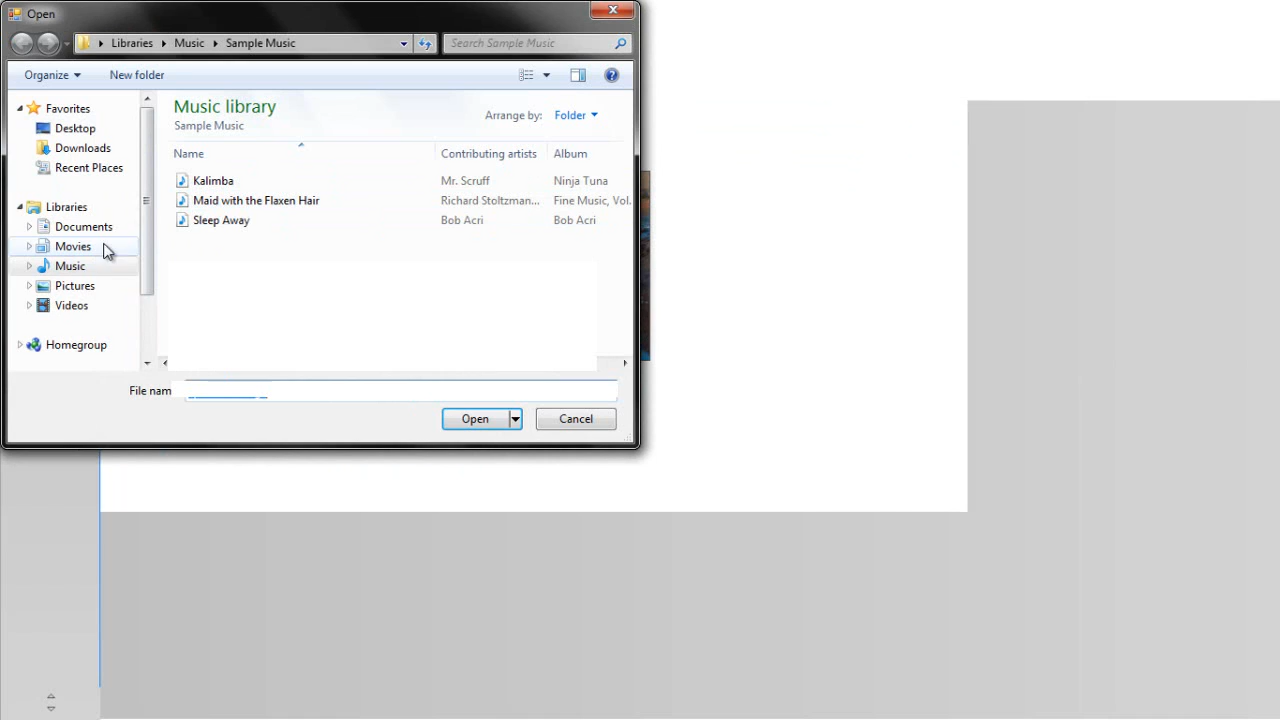 Open
Libraries Music Sample Music
Search Sample Music
Organize New folder
Music library
Sample Music
Arrange by: Folder
Name Contributing artists Album
Kalimba Mr. Scruff Ninja Tuna
Maid with the Flaxen Hair Richard Stoltzman... Fine Music, Vol.
Sleep Away Bob Acri Bob Acri
Favorites
Desktop
Downloads
Recent Places
Libraries
Documents
Movies
Music
Pictures
Videos
Homegroup
File nam
Open Cancel